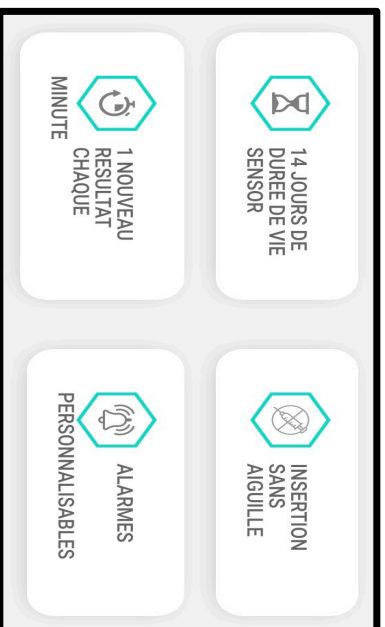 14 JOURS DE
DUREE DE VIE
SENSOR
INSERTION
SANS
AIGUILLE
1 NOUVEAU
RESULTAT
CHAQUE
MINUTE
ALARMES
PERSONNALISABLES